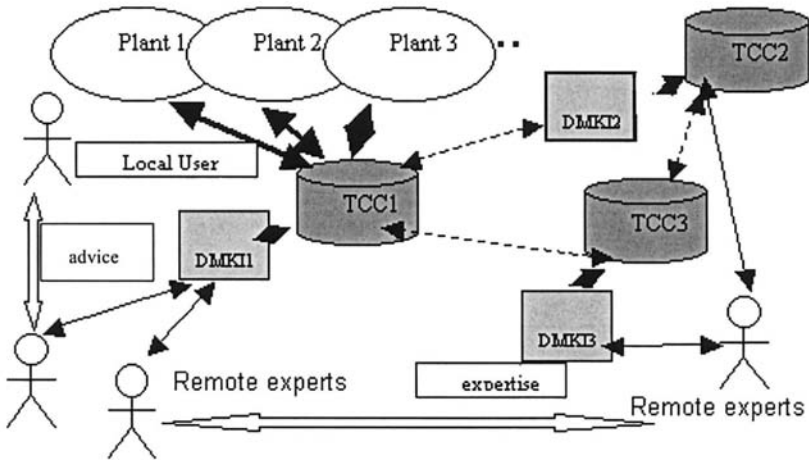 Plant 1
Plant 2
Plant 3
..
TCC2
DMKI2
Local User
TCC1
TCC3
advice
DMKI1
DMKI3
Remote experts
expertise
Remote experts